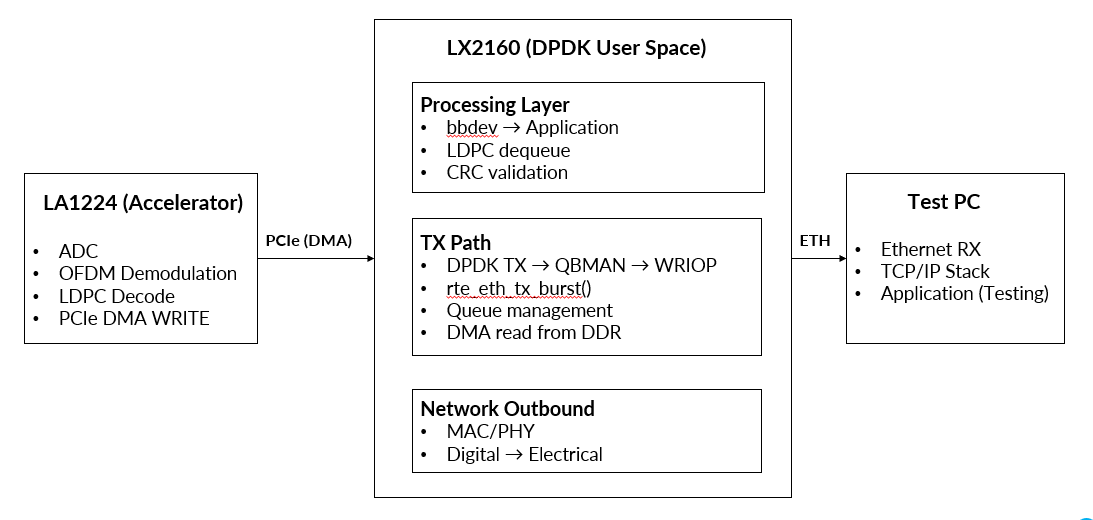 LX2160 (DPDK User Space)
Processing Layer
• bbdev → Application
• LDPC dequeue
• CRC validation
LA1224 (Accelerator)
• ADC
• OFDM Demodulation
• LDPC Decode
• PCIe DMA WRITE
PCIe (DMA)
TX Path
• DPDK TX → QBMAN → WRIOP
• rte_eth_tx_burst()
• Queue management
• DMA read from DDR
Network Outbound
• MAC/PHY
• Digital → Electrical
ETH
Test PC
• Ethernet RX
• TCP/IP Stack
• Application (Testing)